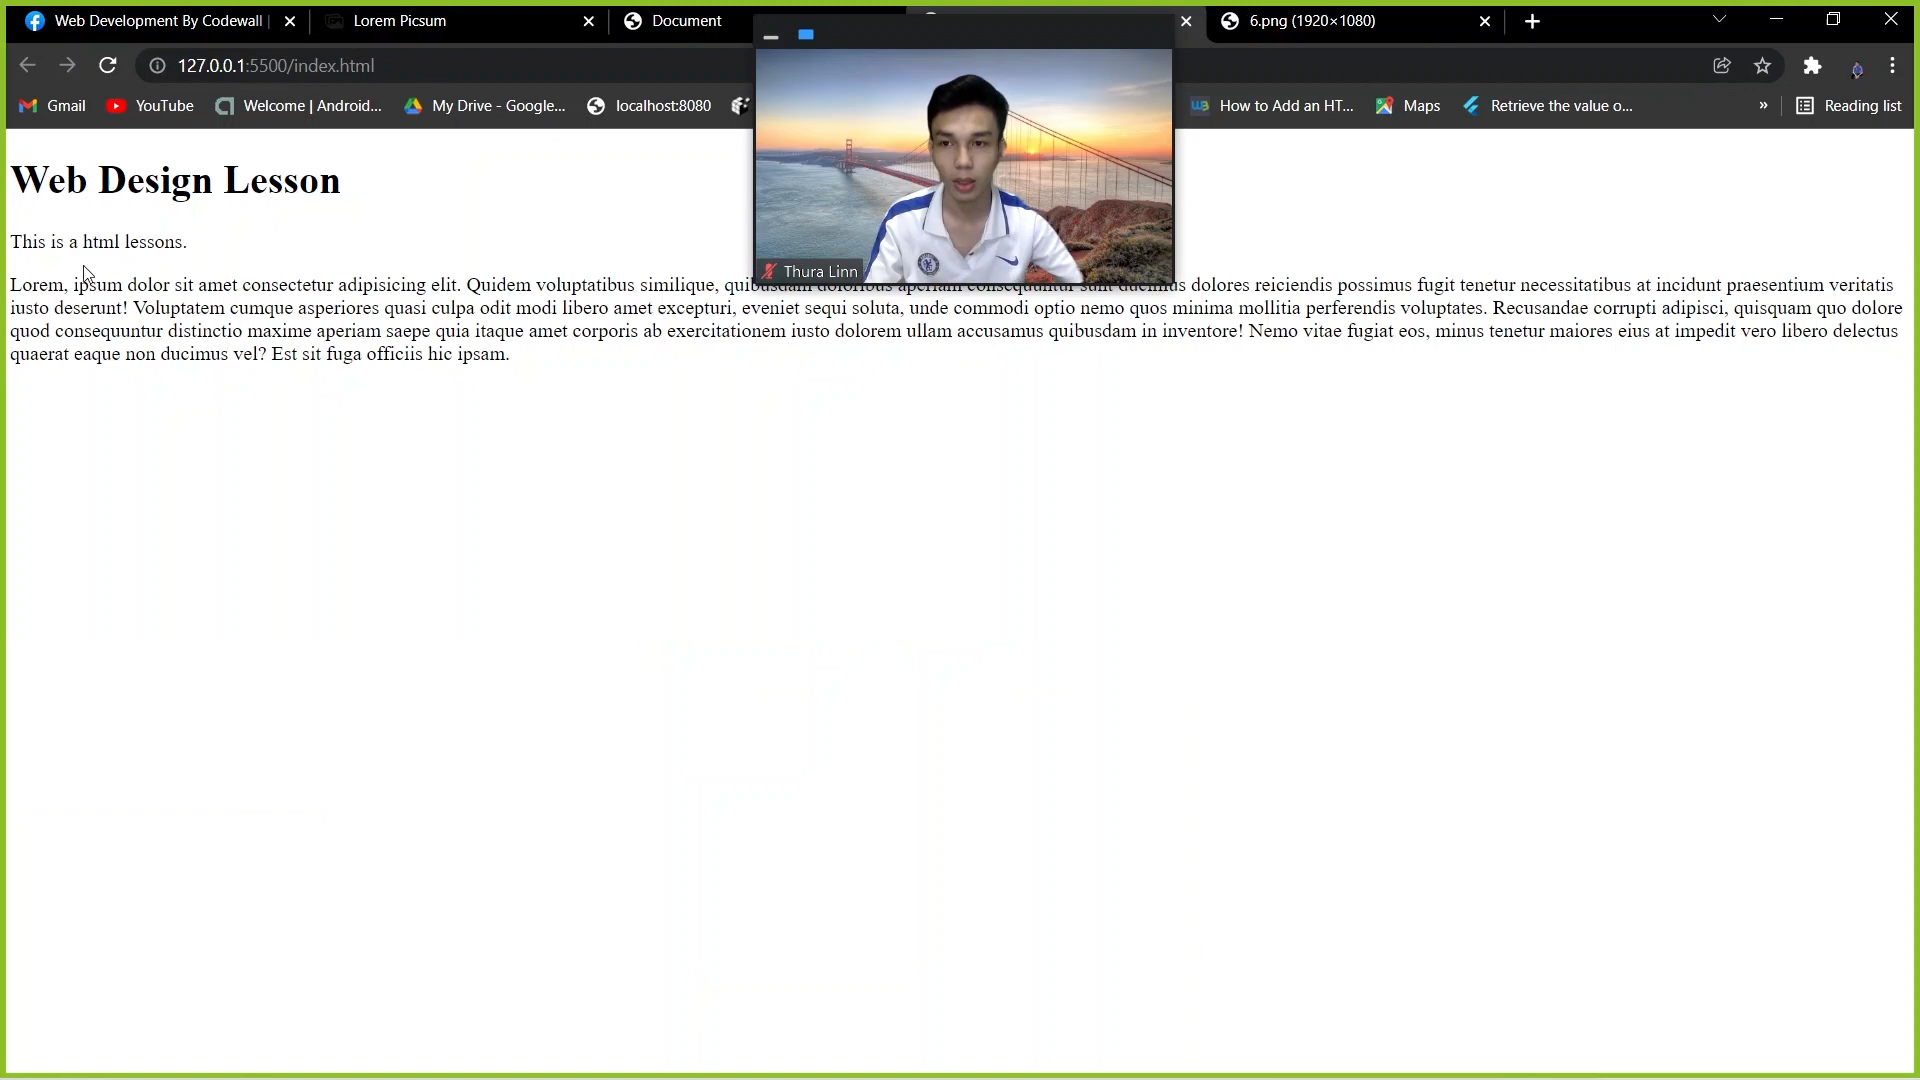 Web Development By Codewall
Lorem Picsum
Document
6.png (1920×1080)
127.0.0.1:5500/index.html
Gmail
YouTube
Welcome | Android...
My Drive - Google...
localhost:8080
How to Add an HT...
Maps
Retrieve the value o...
»
Reading list
Thura Linn
Web Design Lesson
This is a html lessons.
Lorem, ipsum dolor sit amet consectetur adipisicing elit. Quidem voluptatibus similique, quibusdam doloribus aperiam consequuntur sunt ducimus dolores reiciendis possimus fugit tenetur necessitatibus at incidunt praesentium veritatis
iusto deserunt! Voluptatem cumque asperiores quasi culpa odit modi libero amet excepturi, eveniet sequi soluta, unde commodi optio nemo quos minima mollitia perferendis voluptates. Recusandae corrupti adipisci, quisquam quo dolore
quod consequuntur distinctio maxime aperiam saepe quia itaque amet corporis ab exercitationem iusto dolorem ullam accusamus quibusdam in inventore! Nemo vitae fugiat eos, minus tenetur maiores eius at impedit vero libero delectus
quaerat eaque non ducimus vel? Est sit fuga officiis hic ipsam.